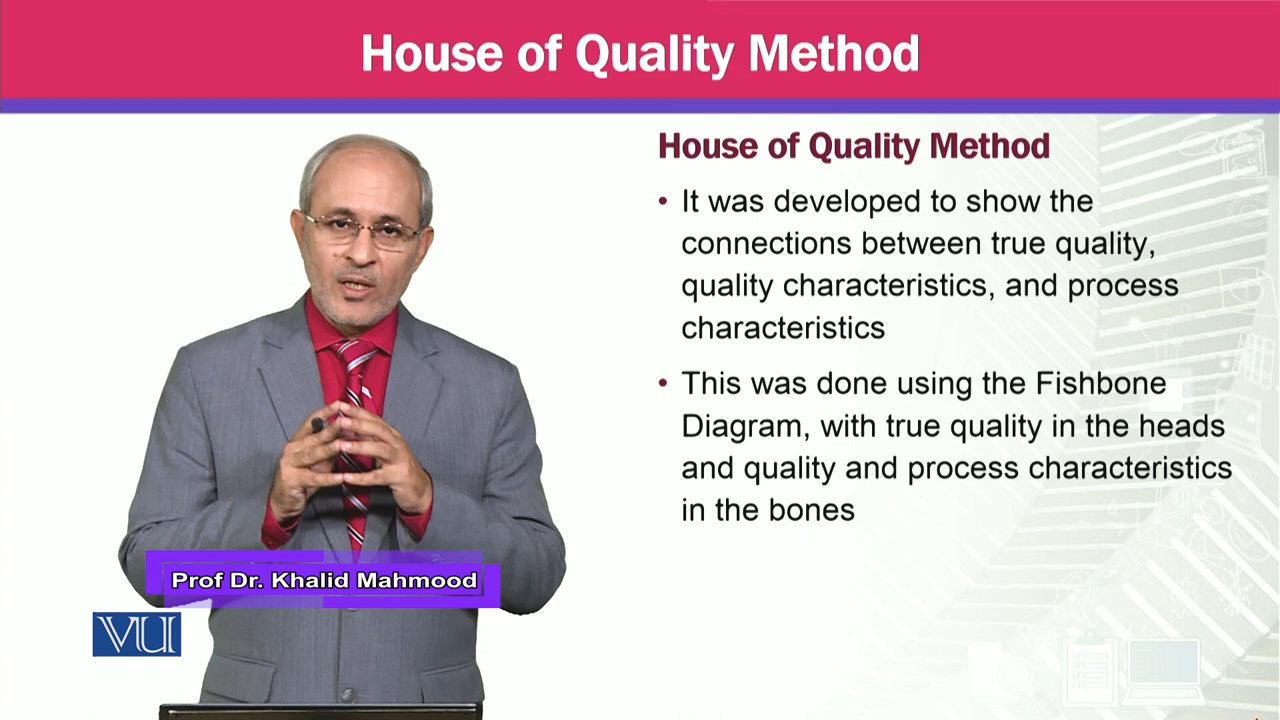 House of Quality Method
House of Quality Method
• It was developed to show the
connections between true quality,
quality characteristics, and process
characteristics
• This was done using the Fishbone
Diagram, with true quality in the heads
and quality and process characteristics
in the bones
Prof Dr. Khalid Mahmood
VU